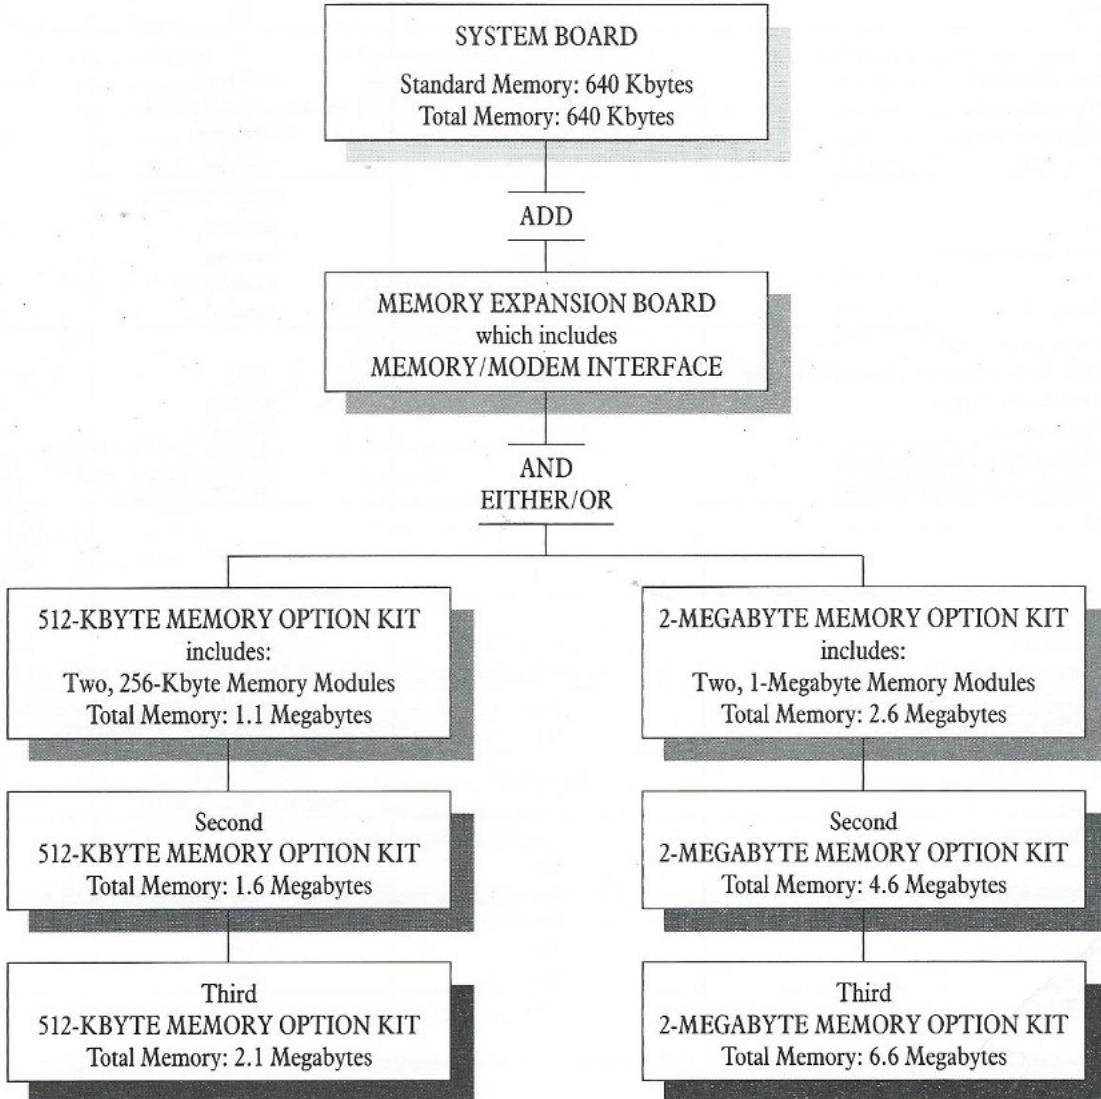 SYSTEM BOARD
Standard Memory: 640 Kbytes
Total Memory: 640 Kbytes
ADD
MEMORY EXPANSION BOARD
which includes
MEMORY/MODEM INTERFACE
AND
EITHER/OR
512-KBYTE MEMORY OPTION KIT
includes:
Two, 256-Kbyte Memory Modules
Total Memory: 1.1 Megabytes
Second
512-KBYTE MEMORY OPTION KIT
Total Memory: 1.6 Megabytes
Third
512-KBYTE MEMORY OPTION KIT
Total Memory: 2.1 Megabytes
2-MEGABYTE MEMORY OPTION KIT
includes:
Two, 1-Megabyte Memory Modules
Total Memory: 2.6 Megabytes
Second
2-MEGABYTE MEMORY OPTION KIT
Total Memory: 4.6 Megabytes
Third
2-MEGABYTE MEMORY OPTION KIT
Total Memory: 6.6 Megabytes